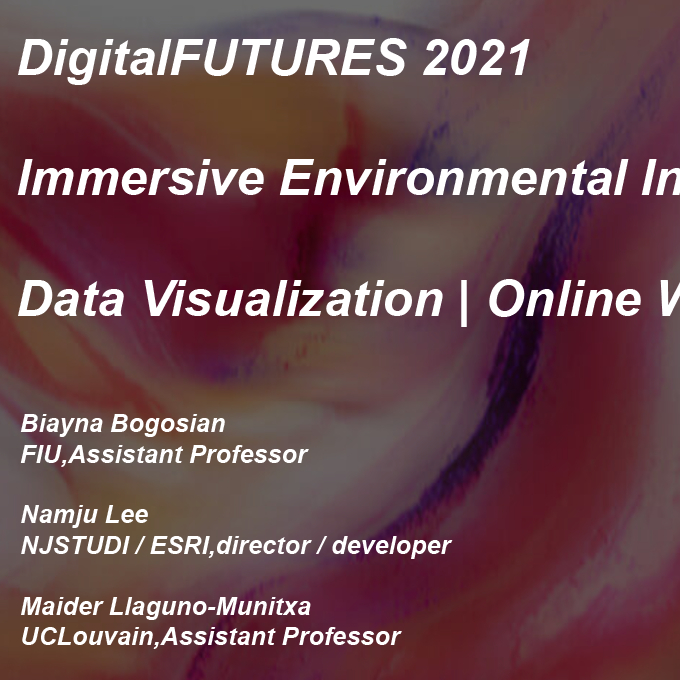 DigitalFUTURES 2021
Immersive Environmental In
Data Visualization | Online W
Biayna Bogosian
FIU,Assistant Professor
Namju Lee
NJSTUDI / ESRI,director / developer
Maider Llaguno-Munitxa
UCLouvain,Assistant Professor